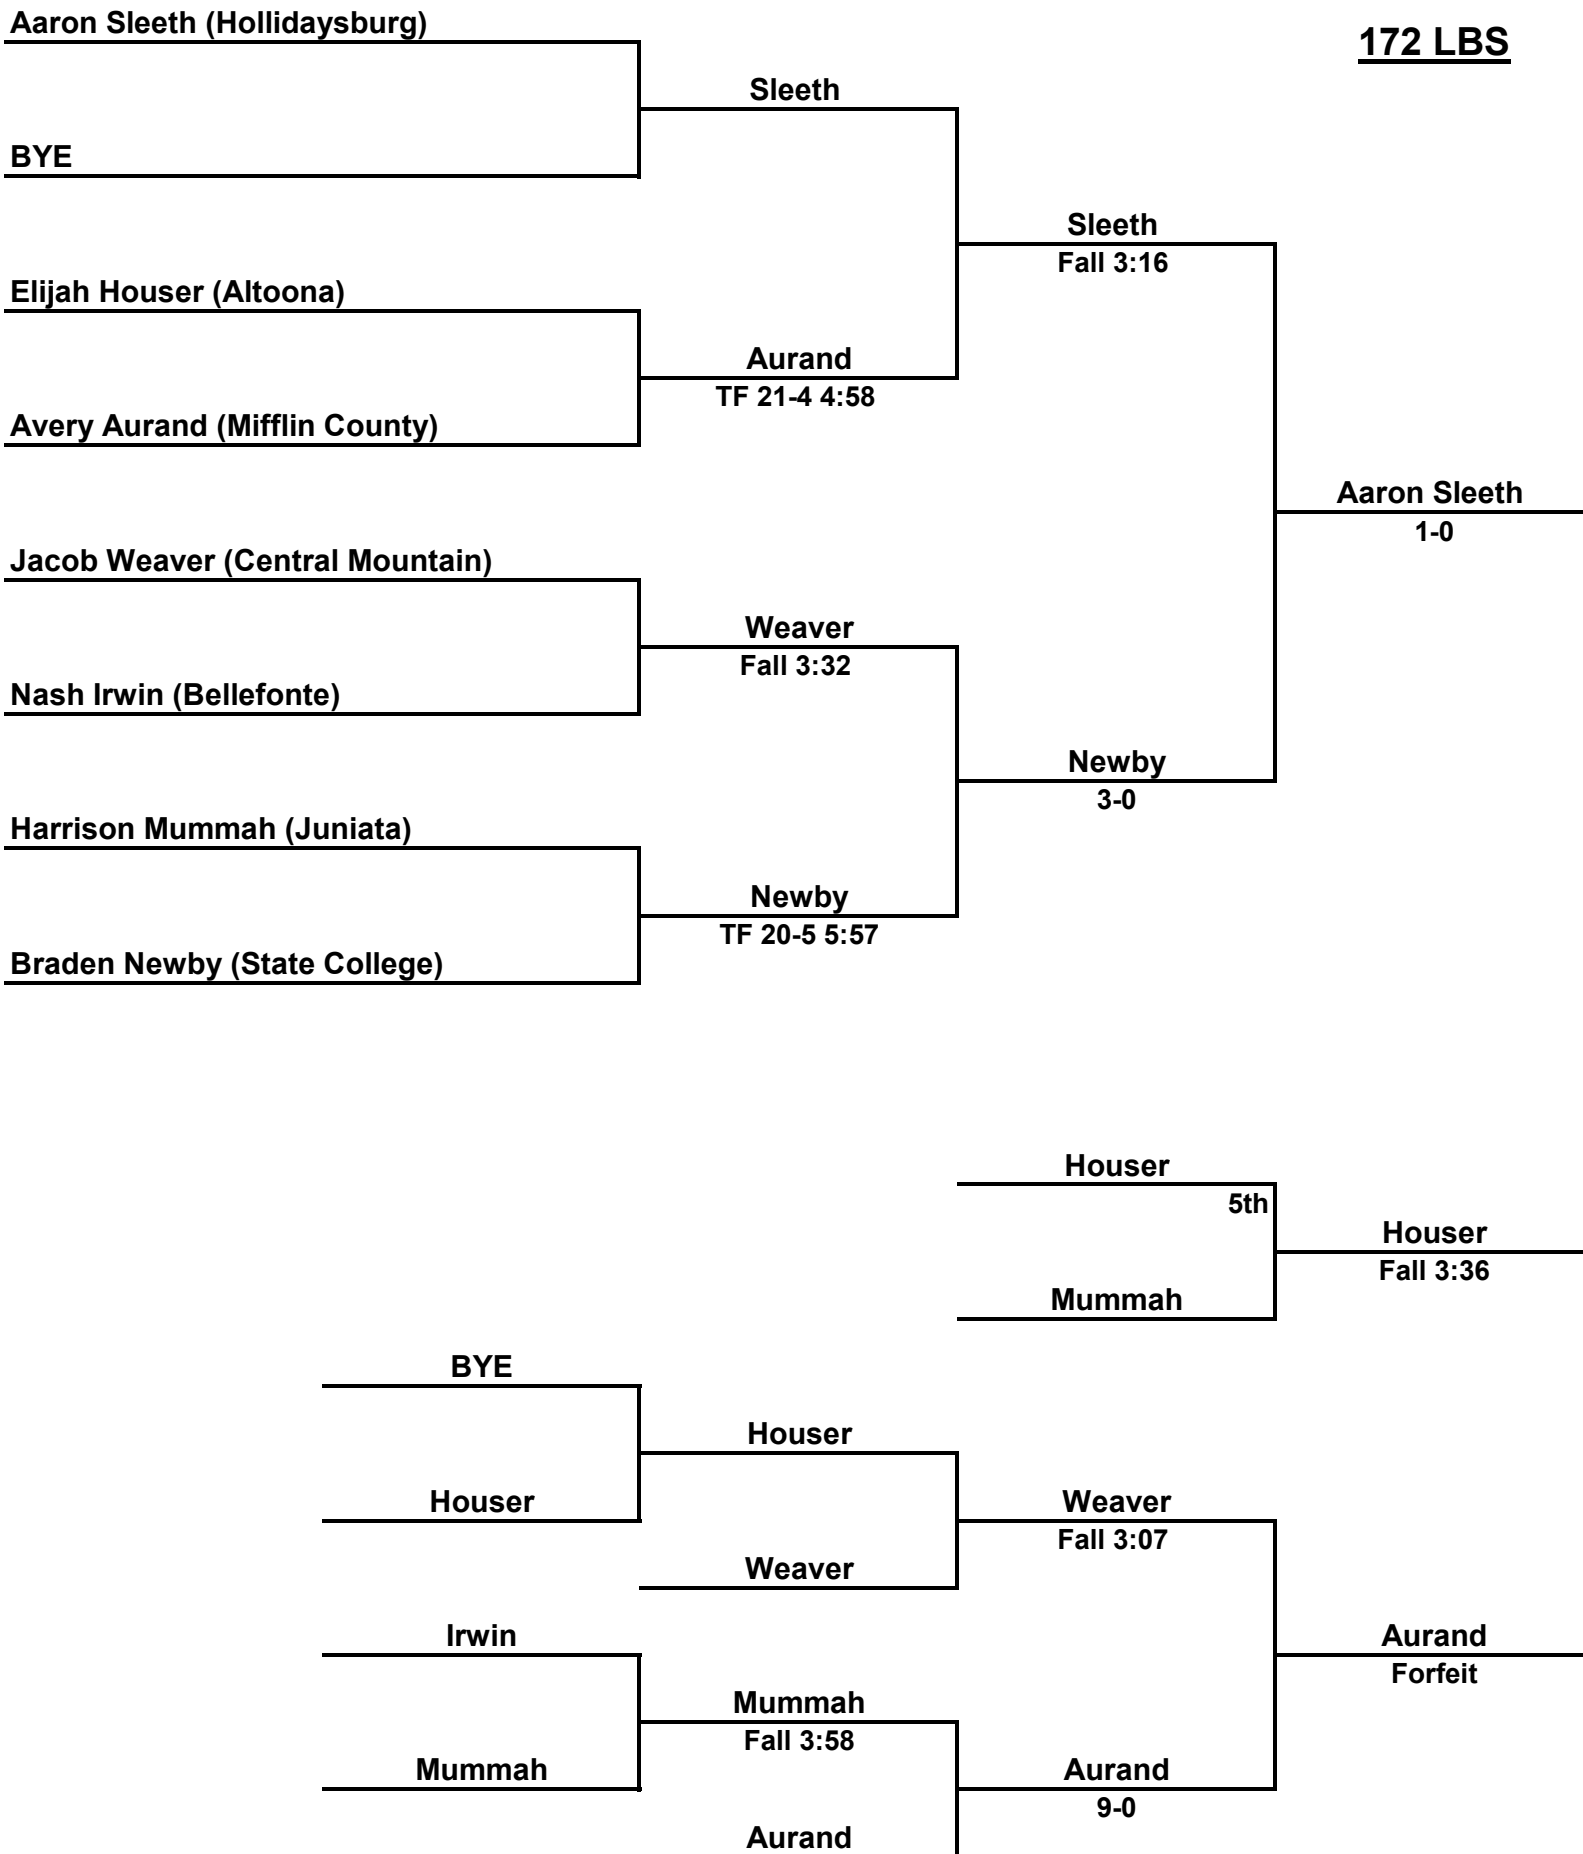 Aaron Sleeth (Hollidaysburg)
172 LBS
Sleeth
BYE
Sleeth
Fall 3:16
Elijah Houser (Altoona)
Aurand
TF 21-4 4:58
Avery Aurand (Mifflin County)
Aaron Sleeth
1-0
Jacob Weaver (Central Mountain)
Weaver
Fall 3:32
Nash Irwin (Bellefonte)
Newby
3-0
Harrison Mummah (Juniata)
Newby
TF 20-5 5:57
Braden Newby (State College)
Houser
5th
Houser
Fall 3:36
Mummah
BYE
Houser
Houser
Weaver
Fall 3:07
Weaver
Irwin
Aurand
Forfeit
Mummah
Fall 3:58
Mummah
Aurand
9-0
Aurand